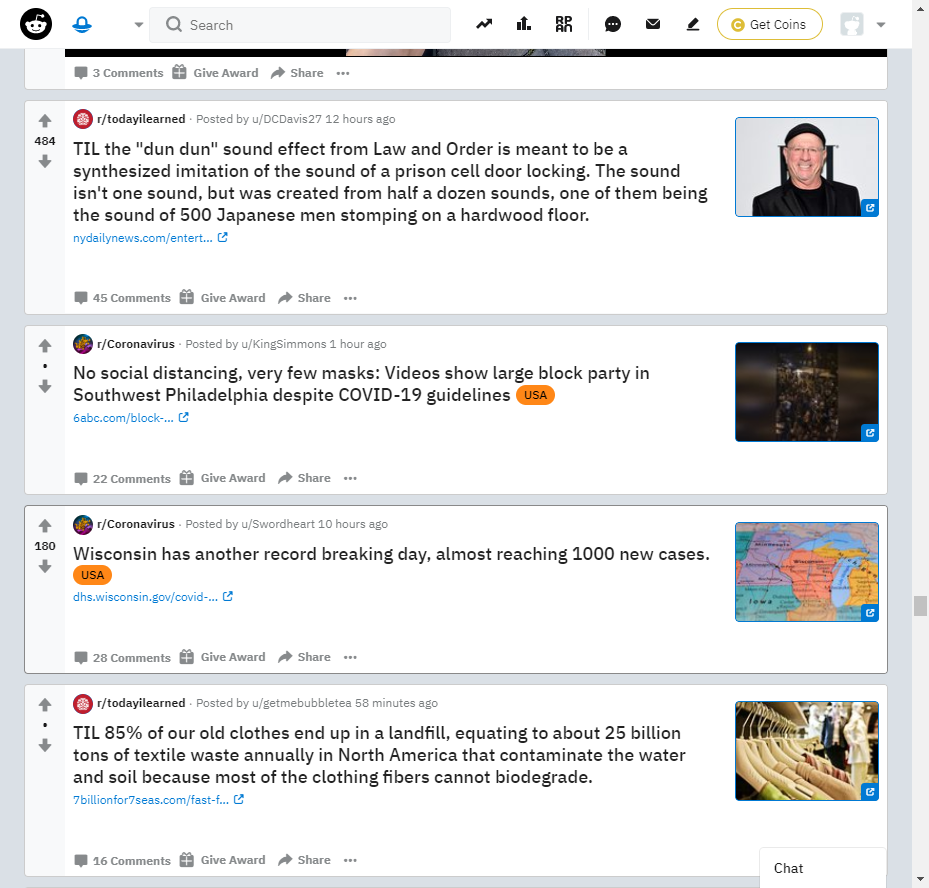 Search
Get Coins
3 Comments Give Award Share
r/todayilearned · Posted by u/DCDavis27 12 hours ago
484
TIL the "dun dun" sound effect from Law and Order is meant to be a
synthesized imitation of the sound of a prison cell door locking. The sound
isn't one sound, but was created from half a dozen sounds, one of them being
the sound of 500 Japanese men stomping on a hardwood floor.
nydailynews.com/entert...
45 Comments Give Award Share
r/Coronavirus · Posted by u/KingSimmons 1 hour ago
•
No social distancing, very few masks: Videos show large block party in
Southwest Philadelphia despite COVID-19 guidelines USA
6abc.com/block-...
22 Comments Give Award Share
r/Coronavirus · Posted by u/Swordheart 10 hours ago
180
Wisconsin has another record breaking day, almost reaching 1000 new cases.
USA
dhs.wisconsin.gov/covid-...
28 Comments Give Award Share
r/todayilearned · Posted by u/getmebubbletea 58 minutes ago
•
TIL 85% of our old clothes end up in a landfill, equating to about 25 billion
tons of textile waste annually in North America that contaminate the water
and soil because most of the clothing fibers cannot biodegrade.
7billionfor7seas.com/fast-f...
16 Comments Give Award Share
Chat